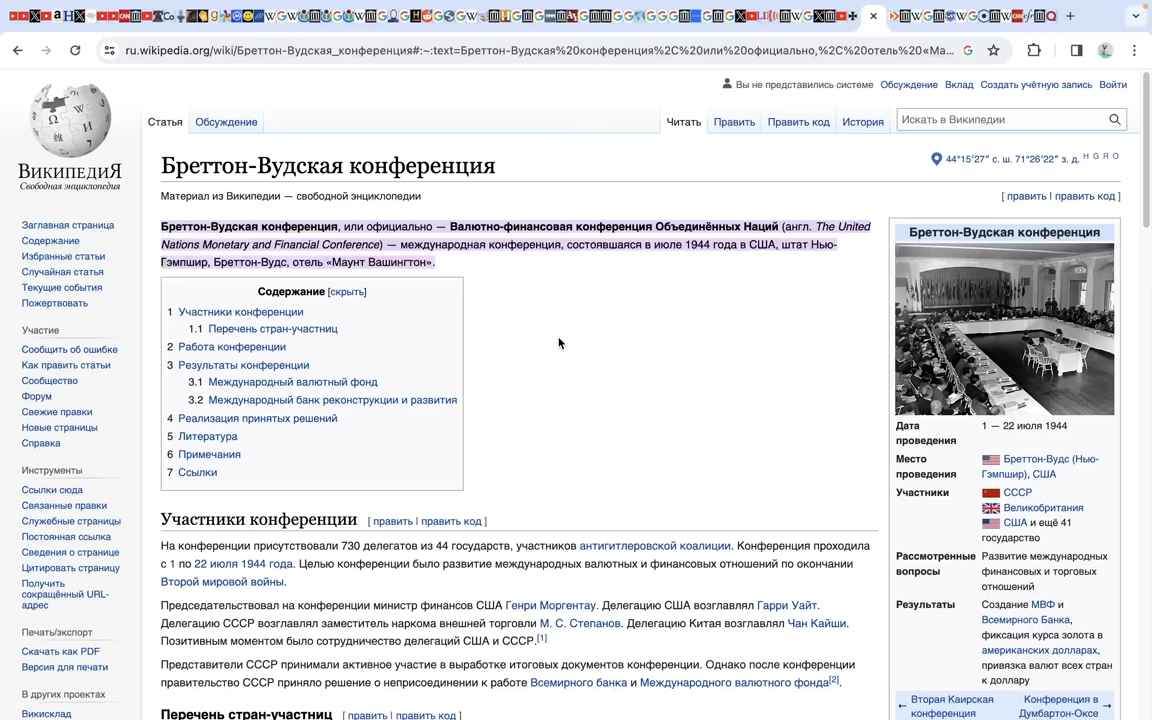 ru.wikipedia.org/wiki/Бреттон-Вудская_конференция#:~:text=Бреттон-Вудская%20конференция%2C%20или%20официально,%2C%20отель%20«Ма...
Вы не представились системе Обсуждение Вклад Создать учётную запись Войти
Статья Обсуждение Читать Править Править код История Искать в Википедии
ВИКИПЕДИЯ
Свободная энциклопедия
Заглавная страница
Содержание
Избранные статьи
Случайная статья
Текущие события
Пожертвовать
Участие
Сообщить об ошибке
Как править статьи
Сообщество
Форум
Свежие правки
Новые страницы
Справка
Инструменты
Ссылки сюда
Связанные правки
Служебные страницы
Постоянная ссылка
Сведения о странице
Цитировать страницу
Получить
сокращённый URL-
адрес
Печать/экспорт
Скачать как PDF
Версия для печати
В других проектах
Викисклад
Бреттон-Вудская конференция
44°15′27″ с. ш. 71°26′22″ з. д. H G Я O
Материал из Википедии — свободной энциклопедии
[ править | править код ]
Бреттон-Вудская конференция, или официально — Валютно-финансовая конференция Объединённых Наций (англ. The United
Nations Monetary and Financial Conference) — международная конференция, состоявшаяся в июле 1944 года в США, штат Нью-
Гэмпшир, Бреттон-Вудс, отель «Маунт Вашингтон».
Содержание [скрыть]
1 Участники конференции
1.1 Перечень стран-участниц
2 Работа конференции
3 Результаты конференции
3.1 Международный валютный фонд
3.2 Международный банк реконструкции и развития
4 Реализация принятых решений
5 Литература
6 Примечания
7 Ссылки
Участники конференции [ править | править код ]
На конференции присутствовали 730 делегатов из 44 государств, участников антигитлеровской коалиции. Конференция проходила
с 1 по 22 июля 1944 года. Целью конференции было развитие международных валютных и финансовых отношений по окончании
Второй мировой войны.
Председательствовал на конференции министр финансов США Генри Моргентау. Делегацию США возглавлял Гарри Уайт.
Делегацию СССР возглавлял заместитель наркома внешней торговли М. С. Степанов. Делегацию Китая возглавлял Чан Кайши.
Позитивным моментом было сотрудничество делегаций США и СССР.[1]
Представители СССР принимали активное участие в выработке итоговых документов конференции. Однако после конференции
правительство СССР приняло решение о неприсоединении к работе Всемирного банка и Международного валютного фонда[2].
Перечень стран-участниц [ править | править код ]
Бреттон-Вудская конференция
Дата
проведения
1 — 22 июля 1944
Место
проведения
Бреттон-Вудс (Нью-
Гэмпшир), США
Участники
СССР
Великобритания
США и ещё 41
государство
Рассмотренные
вопросы
Развитие международных
финансовых и торговых
отношений
Результаты
Создание МВФ и
Всемирного Банка,
фиксация курса золота в
американских долларах,
привязка валют всех стран
к доллару
← Вторая Каирская
конференция
Конференция в
Думбартон-Оксе →